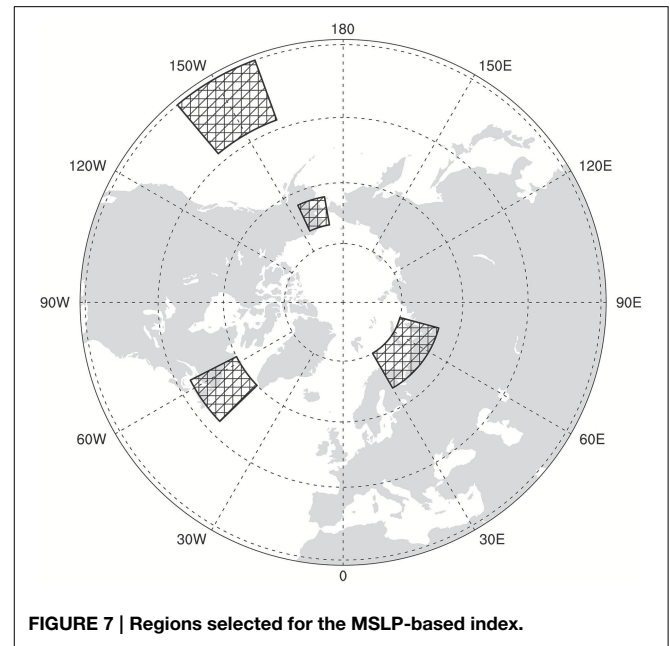 180
150W
150E
120W
120E
90W
90E
60W
60E
30W
30E
0
FIGURE 7 | Regions selected for the MSLP-based index.